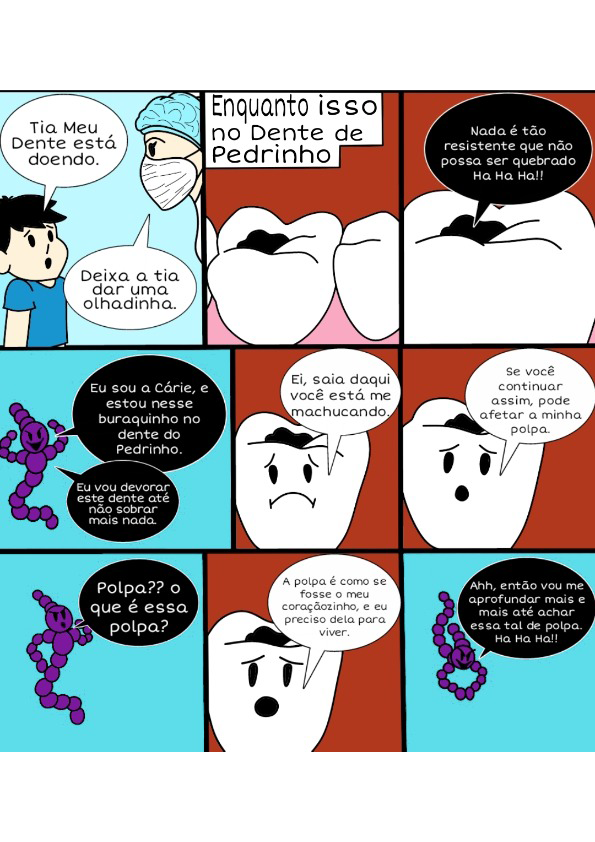 Tia Meu
Dente está
doendo.
Deixa a tia
dar uma
olhadinha.
Enquanto isso
no Dente de
Pedrinho
Nada é tão
resistente que não
possa ser quebrado
Ha Ha Ha!!
Eu sou a Cárie, e
estou nesse
buraquinho no
dente do
Pedrinho.
Eu vou devorar
este dente até
não sobrar
mais nada.
Ei, saia daqui
você está me
machucando.
Se você
continuar
assim, pode
afetar a minha
polpa.
Polpa?? o
que é essa
polpa?
A polpa é como se
fosse o meu
coraçãozinho, e eu
preciso dela para
viver.
Ahh, então vou me
aprofundar mais e
mais até achar
essa tal de polpa.
Ha Ha Ha!!